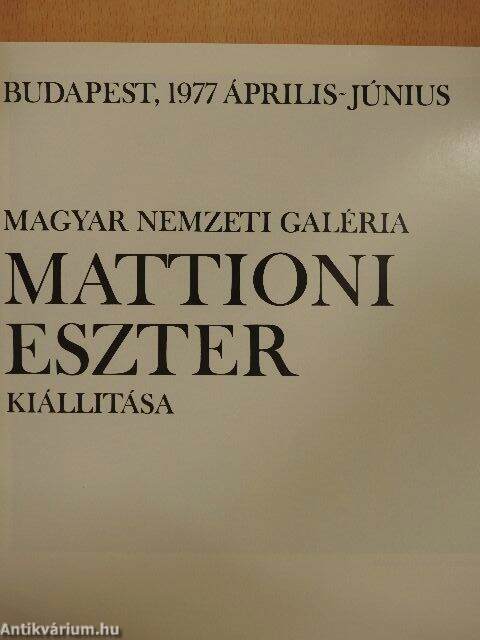 BUDAPEST, 1977 ÁPRILIS-JÚNIUS
MAGYAR NEMZETI GALÉRIA
MATTIONI
ESZTER
KIÁLLITÁSA
Antikvárium.hu